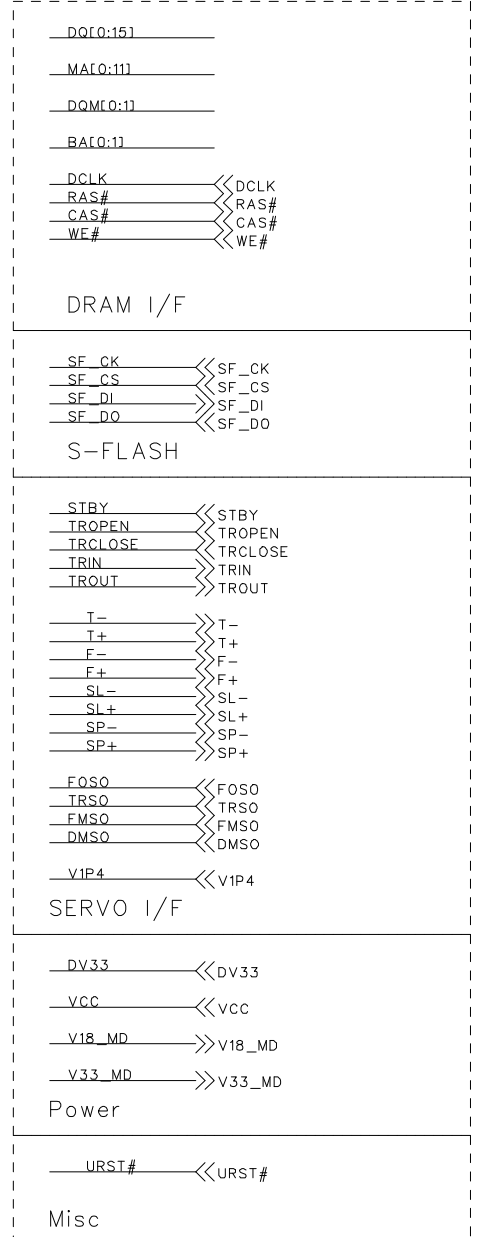 DQ[0:15]
MA[0:11]
DQM[0:1]
BA[0:1]
DCLK DCLK
RAS# RAS#
CAS# CAS#
WE# WE#
DRAM I/F
SF_CK SF_CK
SF_CS SF_CS
SF_DI SF_DI
SF_DO SF_DO
S-FLASH
STBY STBY
TROPEN TROPEN
TRCLOSE TRCLOSE
TRIN TRIN
TROUT TROUT
T- T-
T+ T+
F- F-
F+ F+
SL- SL-
SL+ SL+
SP- SP-
SP+ SP+
FOSO FOSO
TRSO TRSO
FMSO FMSO
DMSO DMSO
V1P4 V1P4
SERVO I/F
DV33 DV33
VCC VCC
V18_MD V18_MD
V33_MD V33_MD
Power
URST# URST#
Misc